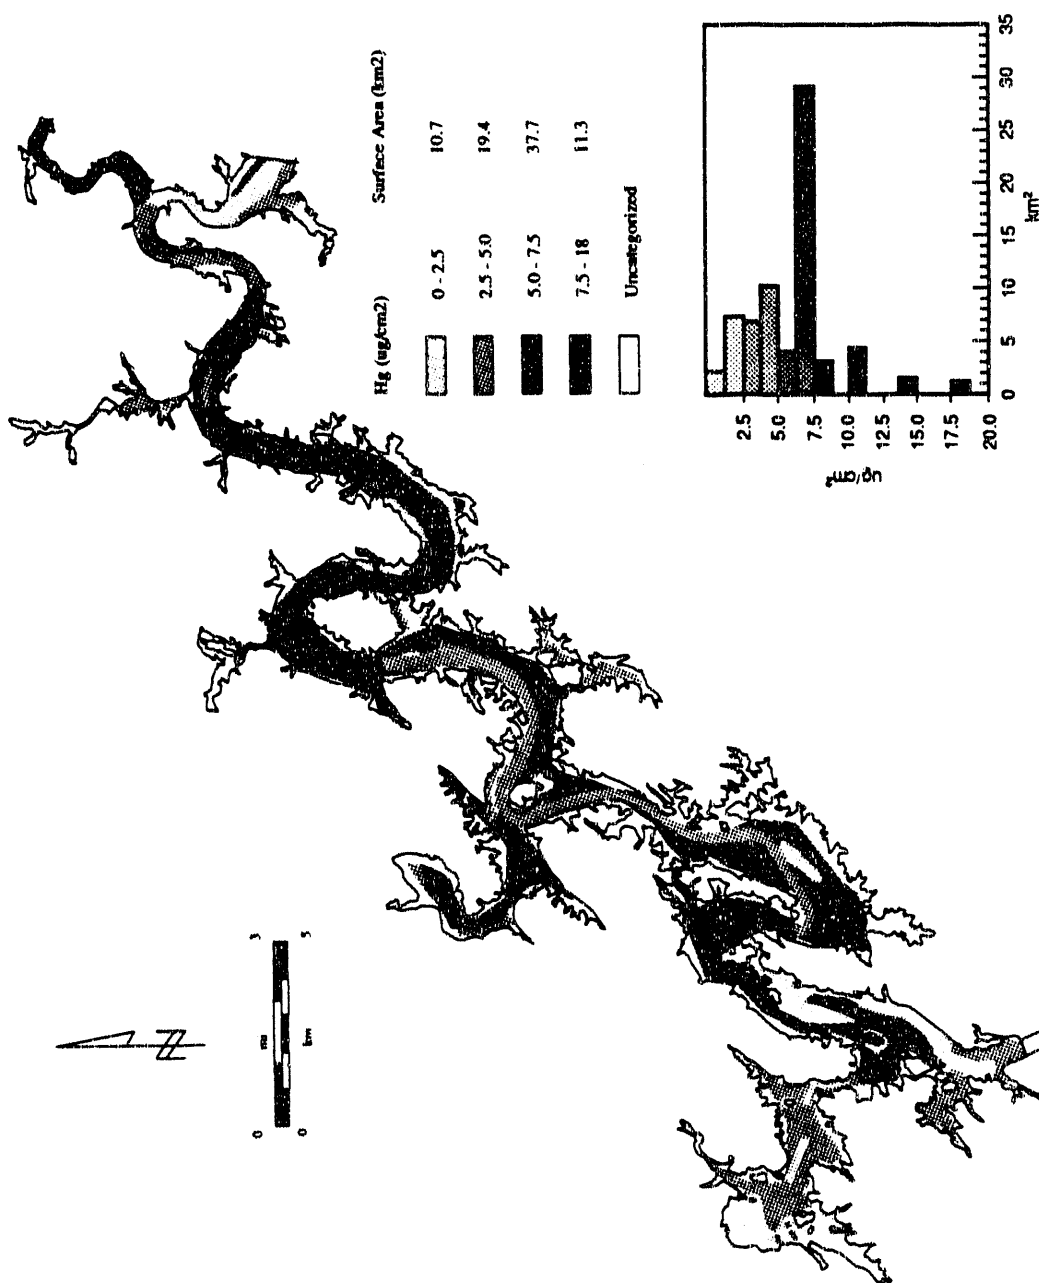 N
3
mi
0
5
km
0
Hg (ug/cm2) Surface Area (km2)
0 - 2.5 10.7
2.5 - 5.0 19.4
5.0 - 7.5 37.7
7.5 - 18 11.3
Uncategorized
ug/cm²
2.5
5.0
7.5
10.0
12.5
15.0
17.5
20.0
0 5 10 15 20 25 30 35
km²